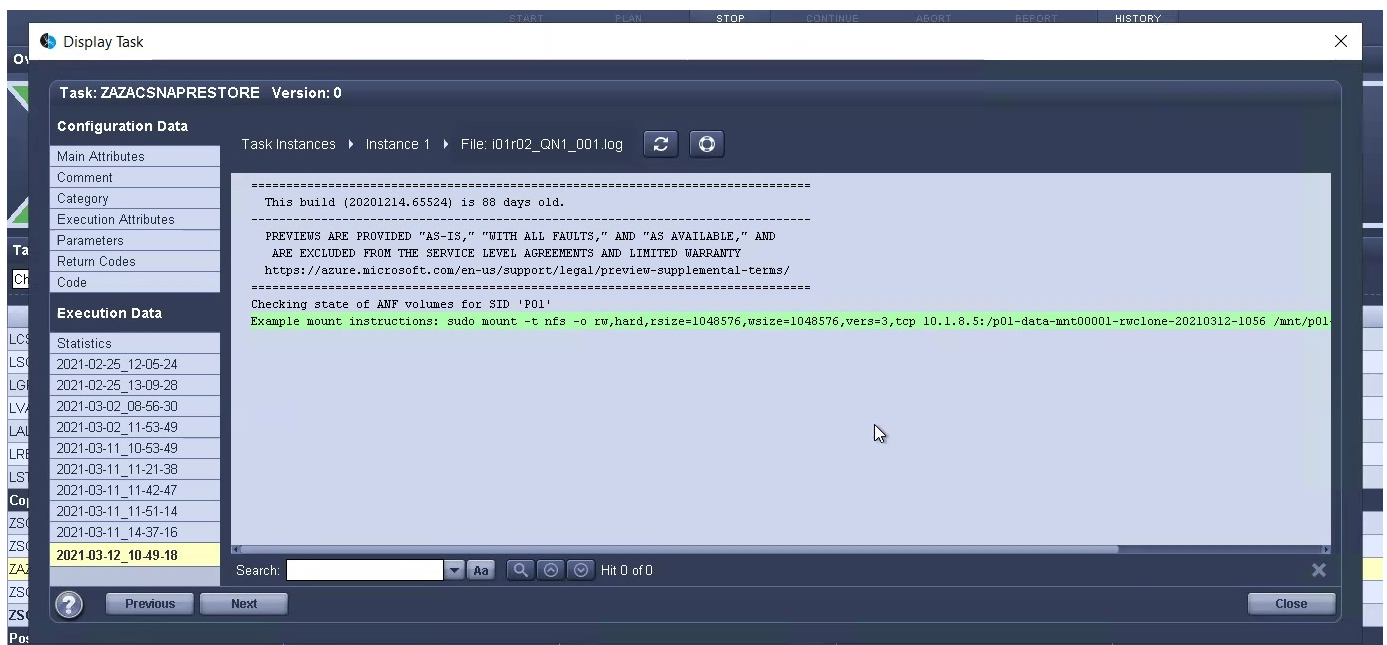 START PLAN STOP CONTINUE ABORT REPORT HISTORY
Display Task
Task: ZAZACSNAPRESTORE Version: 0
Configuration Data
Main Attributes
Comment
Category
Execution Attributes
Parameters
Return Codes
Code
Execution Data
Statistics
2021-02-25_12-05-24
2021-02-25_13-09-28
2021-03-02_08-56-30
2021-03-02_11-53-49
2021-03-11_10-53-49
2021-03-11_11-21-38
2021-03-11_11-42-47
2021-03-11_11-51-14
2021-03-11_14-37-16
2021-03-12_10-49-18
Task Instances Instance 1 File: i01r02_QN1_001.log
================================================================================
This build (20201214.65524) is 88 days old.
--------------------------------------------------------------------------------
PREVIEWS ARE PROVIDED "AS-IS," "WITH ALL FAULTS," AND "AS AVAILABLE," AND
ARE EXCLUDED FROM THE SERVICE LEVEL AGREEMENTS AND LIMITED WARRANTY
https://azure.microsoft.com/en-us/support/legal/preview-supplemental-terms/
================================================================================
Checking state of ANF volumes for SID 'P01'
Example mount instructions: sudo mount -t nfs -o rw,hard,rsize=1048576,wsize=1048576,vers=3,tcp 10.1.8.5:/p01-data-mnt00001-rwclone-20210312-1056 /mnt/p01-
Search: Aa Hit 0 of 0
? Previous Next Close